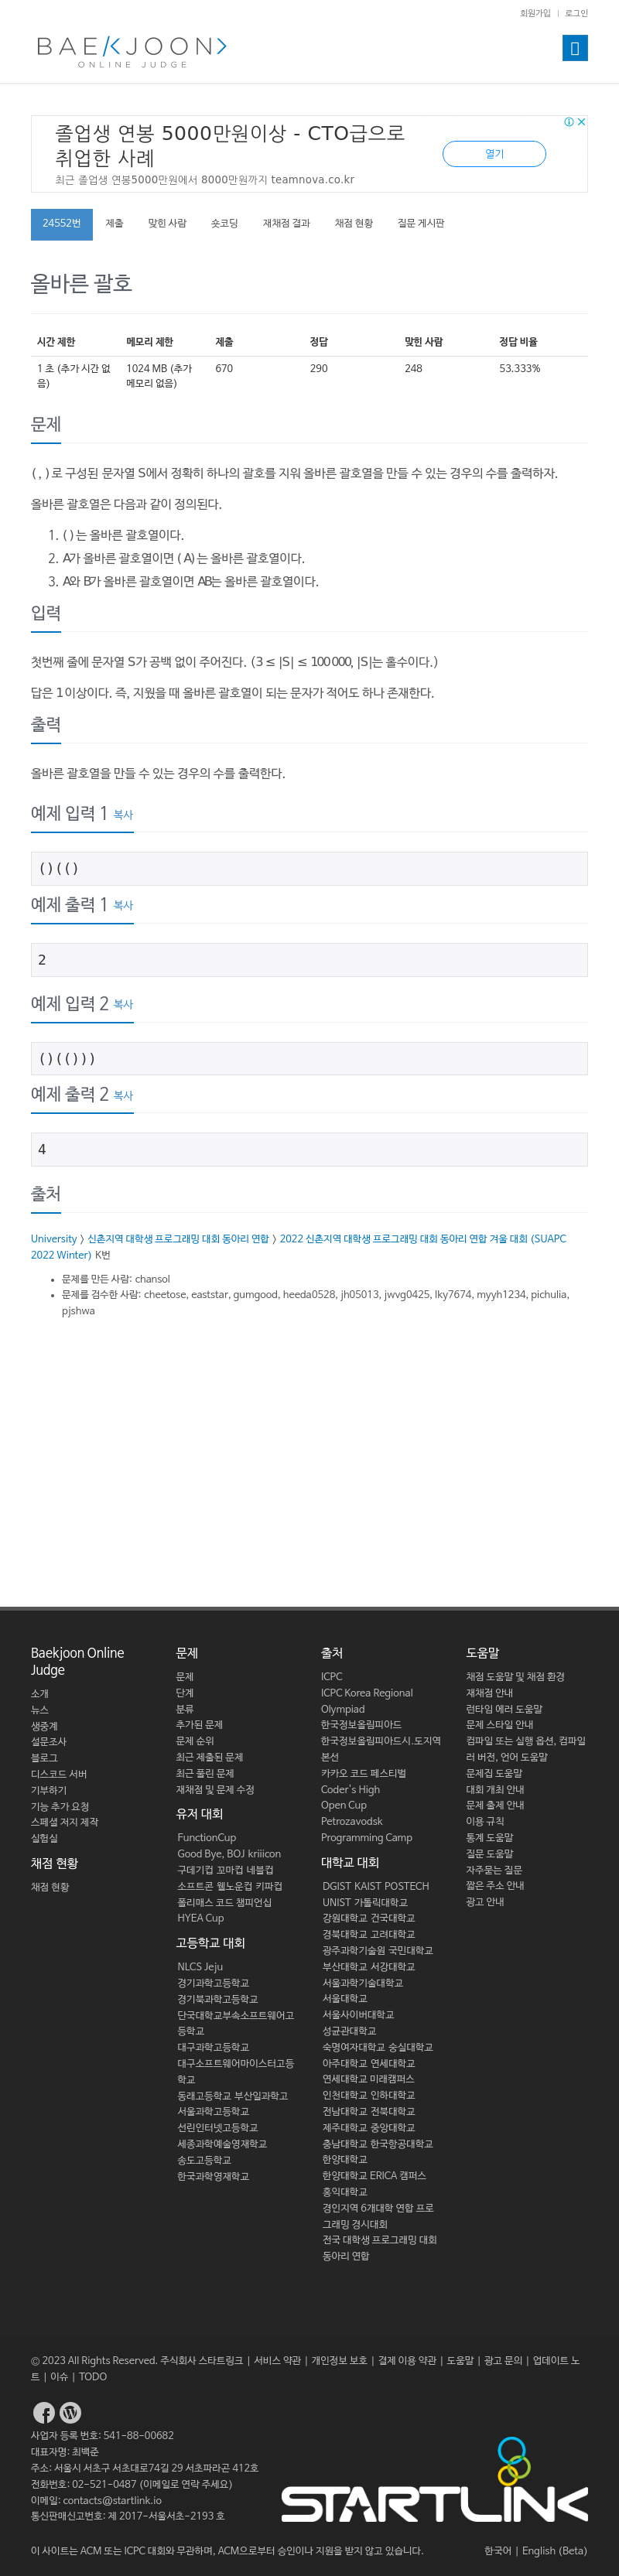 회원가입 | 로그인
BAEKJOON>
ONLINE JUDGE
졸업생 연봉 5000만원이상 - CTO급으로
취업한 사례
최근 졸업생 연봉5000만원에서 8000만원까지 teamnova.co.kr
열기
24552번 제출 맞힌 사람 숏코딩 재채점 결과 채점 현황 질문 게시판
올바른 괄호
시간 제한 메모리 제한 제출 정답 맞힌 사람 정답 비율
1 초 (추가 시간 없음) 1024 MB (추가 메모리 없음) 670 290 248 53.333%
문제
( , ) 로 구성된 문자열 S에서 정확히 하나의 괄호를 지워 올바른 괄호열을 만들 수 있는 경우의 수를 출력하자.
올바른 괄호열은 다음과 같이 정의된다.
1. ( ) 는 올바른 괄호열이다.
2. A가 올바른 괄호열이면 ( A) 는 올바른 괄호열이다.
3. A와 B가 올바른 괄호열이면 AB는 올바른 괄호열이다.
입력
첫번째 줄에 문자열 S가 공백 없이 주어진다. (3 ≤ |S| ≤ 100 000, |S|는 홀수이다.)
답은 1 이상이다. 즉, 지웠을 때 올바른 괄호열이 되는 문자가 적어도 하나 존재한다.
출력
올바른 괄호열을 만들 수 있는 경우의 수를 출력한다.
예제 입력 1 복사
()(()
예제 출력 1 복사
2
예제 입력 2 복사
()(()))
예제 출력 2 복사
4
출처
University > 신촌지역 대학생 프로그래밍 대회 동아리 연합 > 2022 신촌지역 대학생 프로그래밍 대회 동아리 연합 겨울 대회 (SUAPC
2022 Winter) K번
• 문제를 만든 사람: chansol
• 문제를 검수한 사람: cheetose, eaststar, gumgood, heeda0528, jh05013, jwvg0425, lky7674, myyh1234, pichulia,
pjshwa
Baekjoon Online
Judge
소개
뉴스
생중계
설문조사
블로그
디스코드 서버
기부하기
기능 추가 요청
스페셜 저지 제작
실험실
채점 현황
채점 현황
문제
문제
단계
분류
추가된 문제
문제 순위
최근 제출된 문제
최근 풀린 문제
재채점 및 문제 수정
유저 대회
FunctionCup
Good Bye, BOJ kriiicon
구데기컵 꼬마컵 네블컵
소프트콘 웰노운컵 키파컵
폴리매스 코드 챔피언십
HYEA Cup
고등학교 대회
NLCS Jeju
경기과학고등학교
경기북과학고등학교
단국대학교부속소프트웨어고
등학교
대구과학고등학교
대구소프트웨어마이스터고등
학교
동래고등학교 부산일과학고
서울과학고등학교
선린인터넷고등학교
세종과학예술영재학교
송도고등학교
한국과학영재학교
출처
ICPC
ICPC Korea Regional
Olympiad
한국정보올림피아드
한국정보올림피아드시.도지역
본선
카카오 코드 페스티벌
Coder's High
Open Cup
Petrozavodsk
Programming Camp
대학교 대회
DGIST KAIST POSTECH
UNIST 가톨릭대학교
강원대학교 건국대학교
경북대학교 고려대학교
광주과학기술원 국민대학교
부산대학교 서강대학교
서울과학기술대학교
서울대학교
서울사이버대학교
성균관대학교
숙명여자대학교 숭실대학교
아주대학교 연세대학교
연세대학교 미래캠퍼스
인천대학교 인하대학교
전남대학교 전북대학교
제주대학교 중앙대학교
충남대학교 한국항공대학교
한양대학교
한양대학교 ERICA 캠퍼스
홍익대학교
경인지역 6개대학 연합 프로
그래밍 경시대회
전국 대학생 프로그래밍 대회
동아리 연합
도움말
채점 도움말 및 채점 환경
재채점 안내
런타임 에러 도움말
문제 스타일 안내
컴파일 또는 실행 옵션, 컴파일
러 버전, 언어 도움말
문제집 도움말
대회 개최 안내
문제 출제 안내
이용 규칙
통계 도움말
질문 도움말
자주묻는 질문
짧은 주소 안내
광고 안내
© 2023 All Rights Reserved. 주식회사 스타트링크 | 서비스 약관 | 개인정보 보호 | 결제 이용 약관 | 도움말 | 광고 문의 | 업데이트 노
트 | 이슈 | TODO
사업자 등록 번호: 541-88-00682
대표자명: 최백준
주소: 서울시 서초구 서초대로74길 29 서초파라곤 412호
전화번호: 02-521-0487 (이메일로 연락 주세요)
이메일: contacts@startlink.io
통신판매신고번호: 제 2017-서울서초-2193 호
STARTLINK
이 사이트는 ACM 또는 ICPC 대회와 무관하며, ACM으로부터 승인이나 지원을 받지 않고 있습니다.
한국어 | English (Beta)